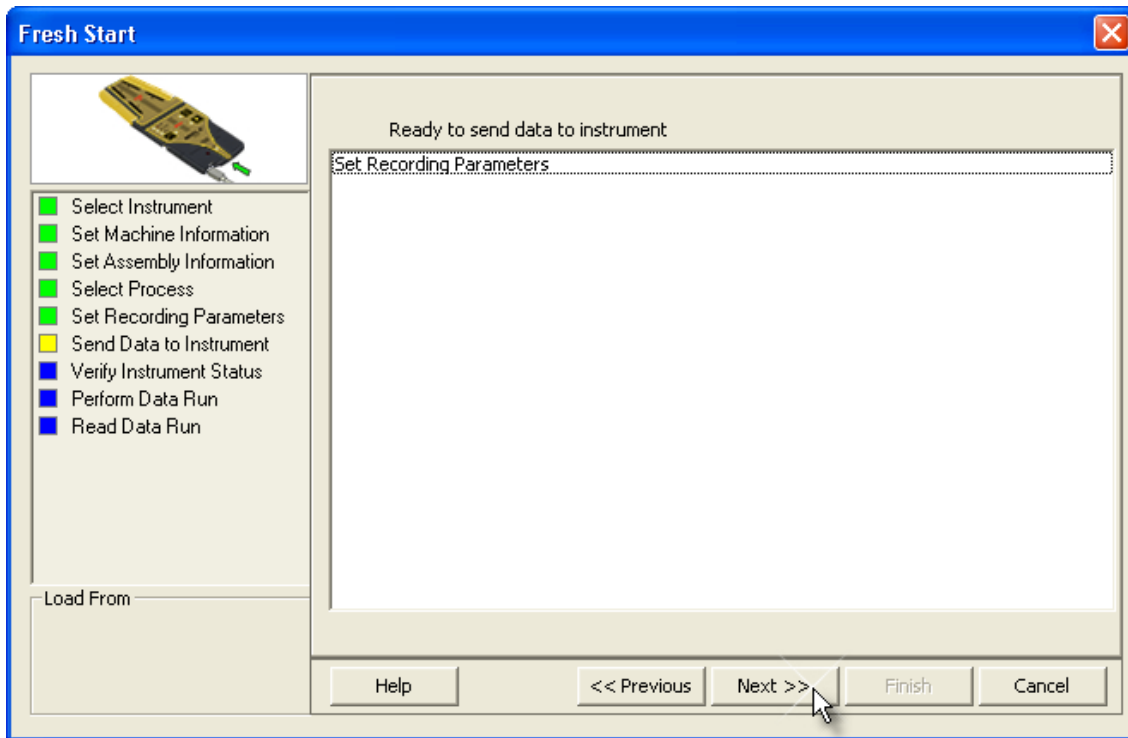 Fresh Start
Ready to send data to instrument
Set Recording Parameters
Select Instrument
Set Machine Information
Set Assembly Information
Select Process
Set Recording Parameters
Send Data to Instrument
Verify Instrument Status
Perform Data Run
Read Data Run
Load From
Help
<< Previous
Next >>
Finish
Cancel